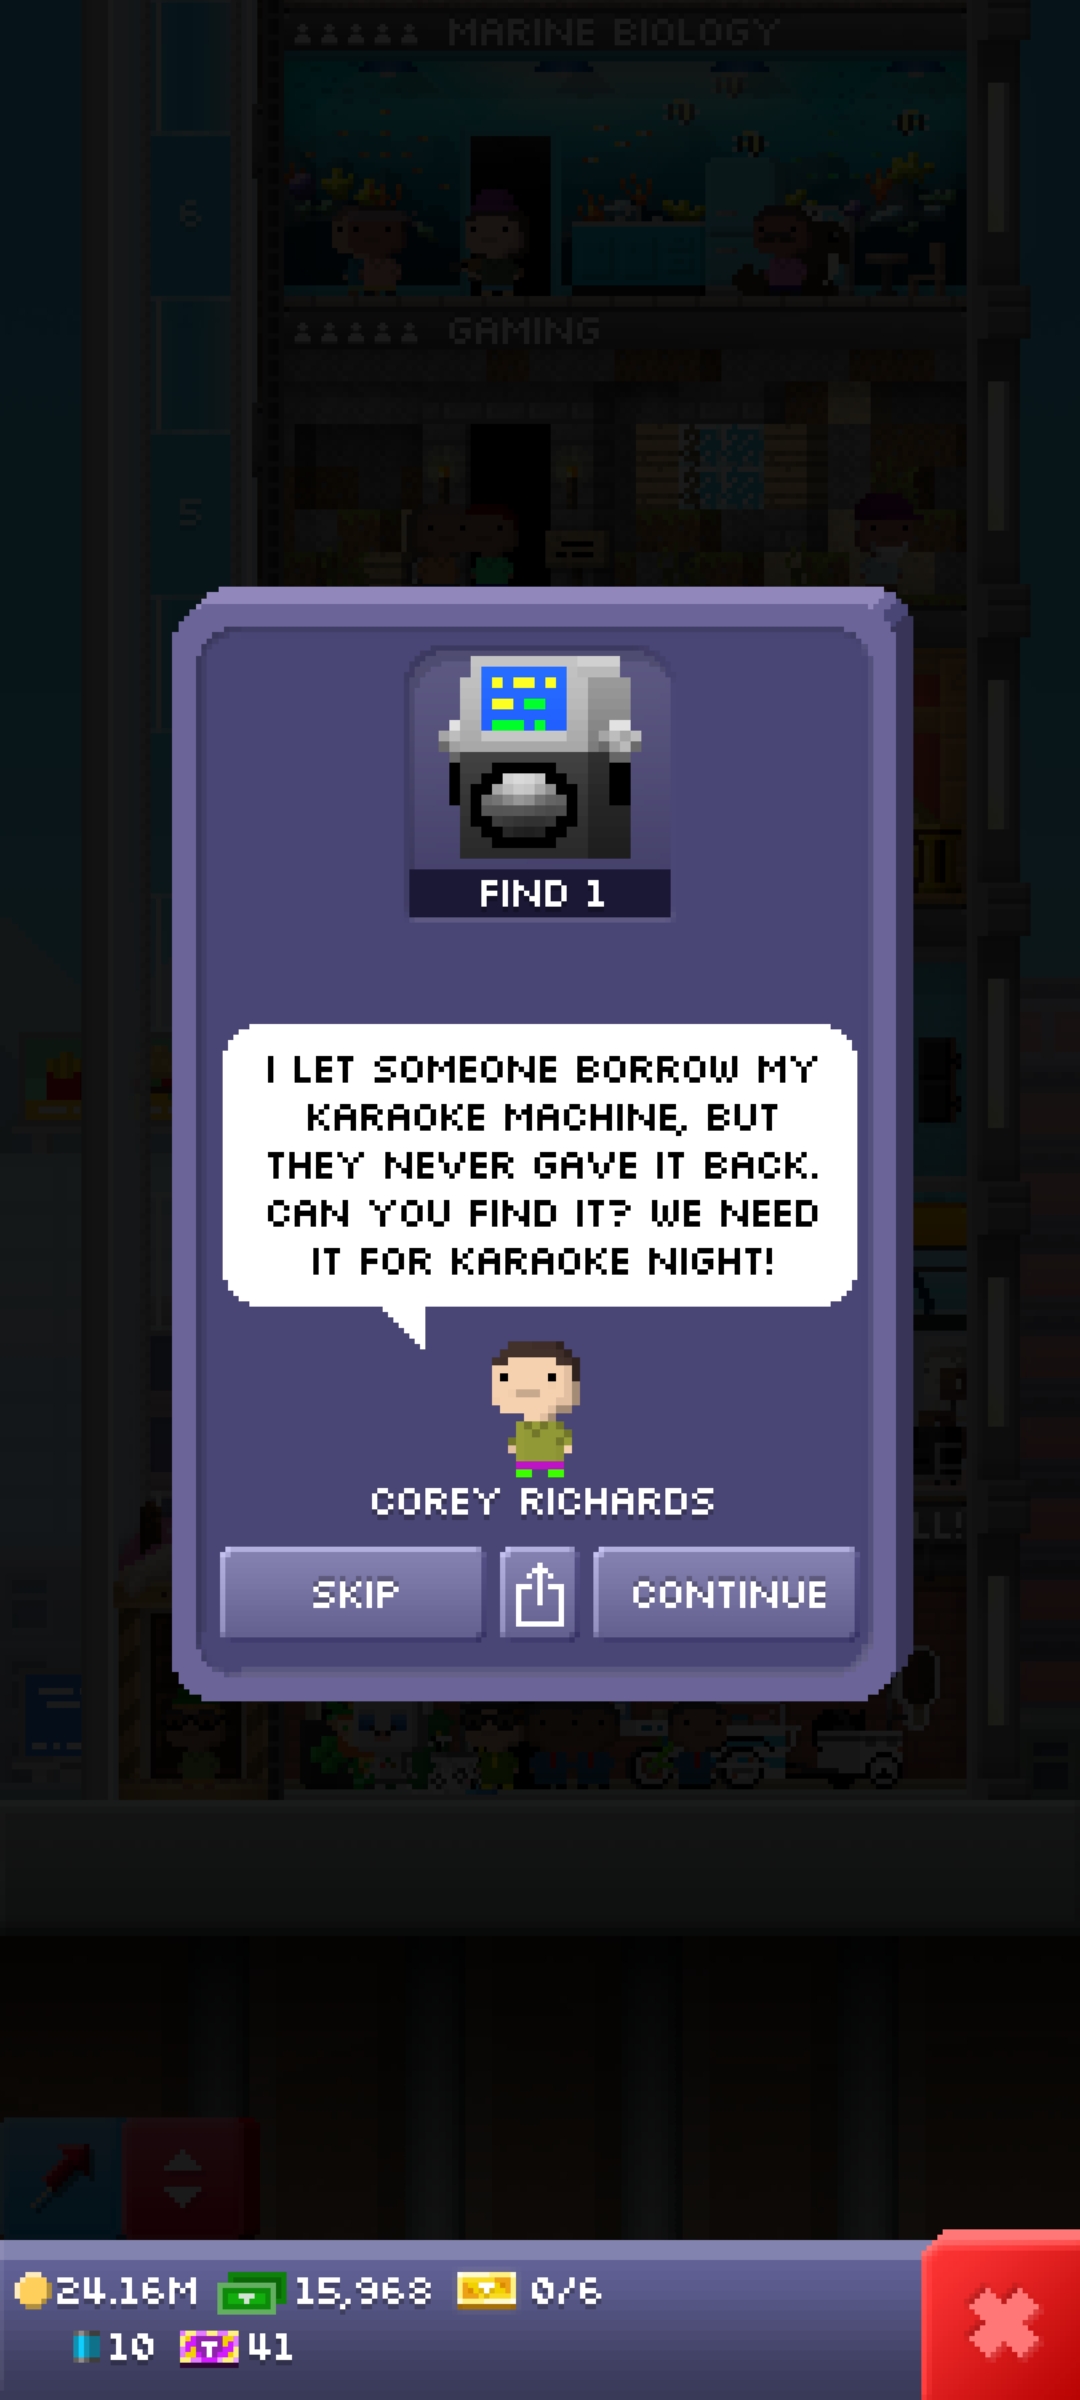 MARINE BIOLOGY
6
GAMING
5
FIND 1
I LET SOMEONE BORROW MY
KARAOKE MACHINE, BUT
THEY NEVER GAVE IT BACK.
CAN YOU FIND IT? WE NEED
IT FOR KARAOKE NIGHT!
COREY RICHARDS
SKIP
CONTINUE
24.16M
15,968
0/6
10
41